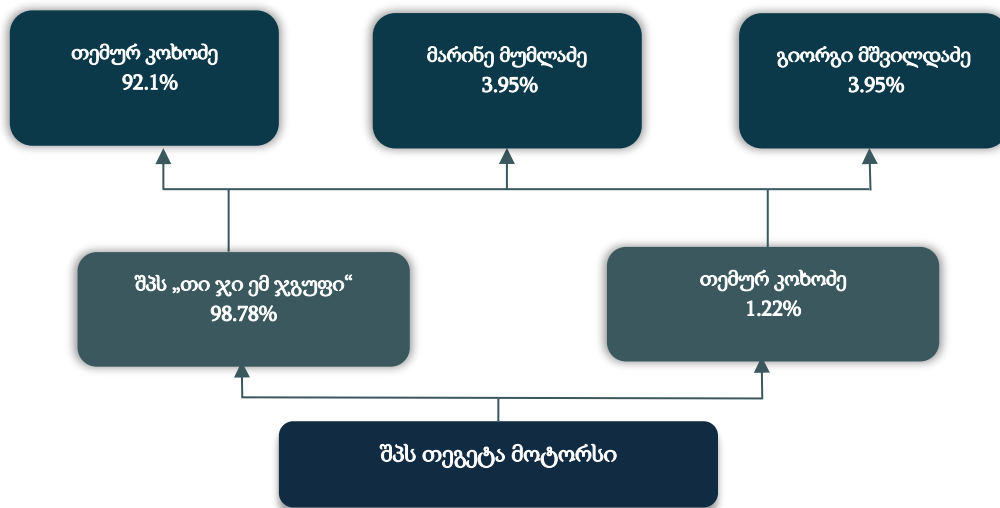 თემურ კოხოძე
92.1%
მარინე მუმლაძე
3.95%
გიორგი მშვილდაძე
3.95%
შპს „თი ჯი ემ ჯგუფი“
98.78%
თემურ კოხოძე
1.22%
შპს თეგეტა მოტორსი